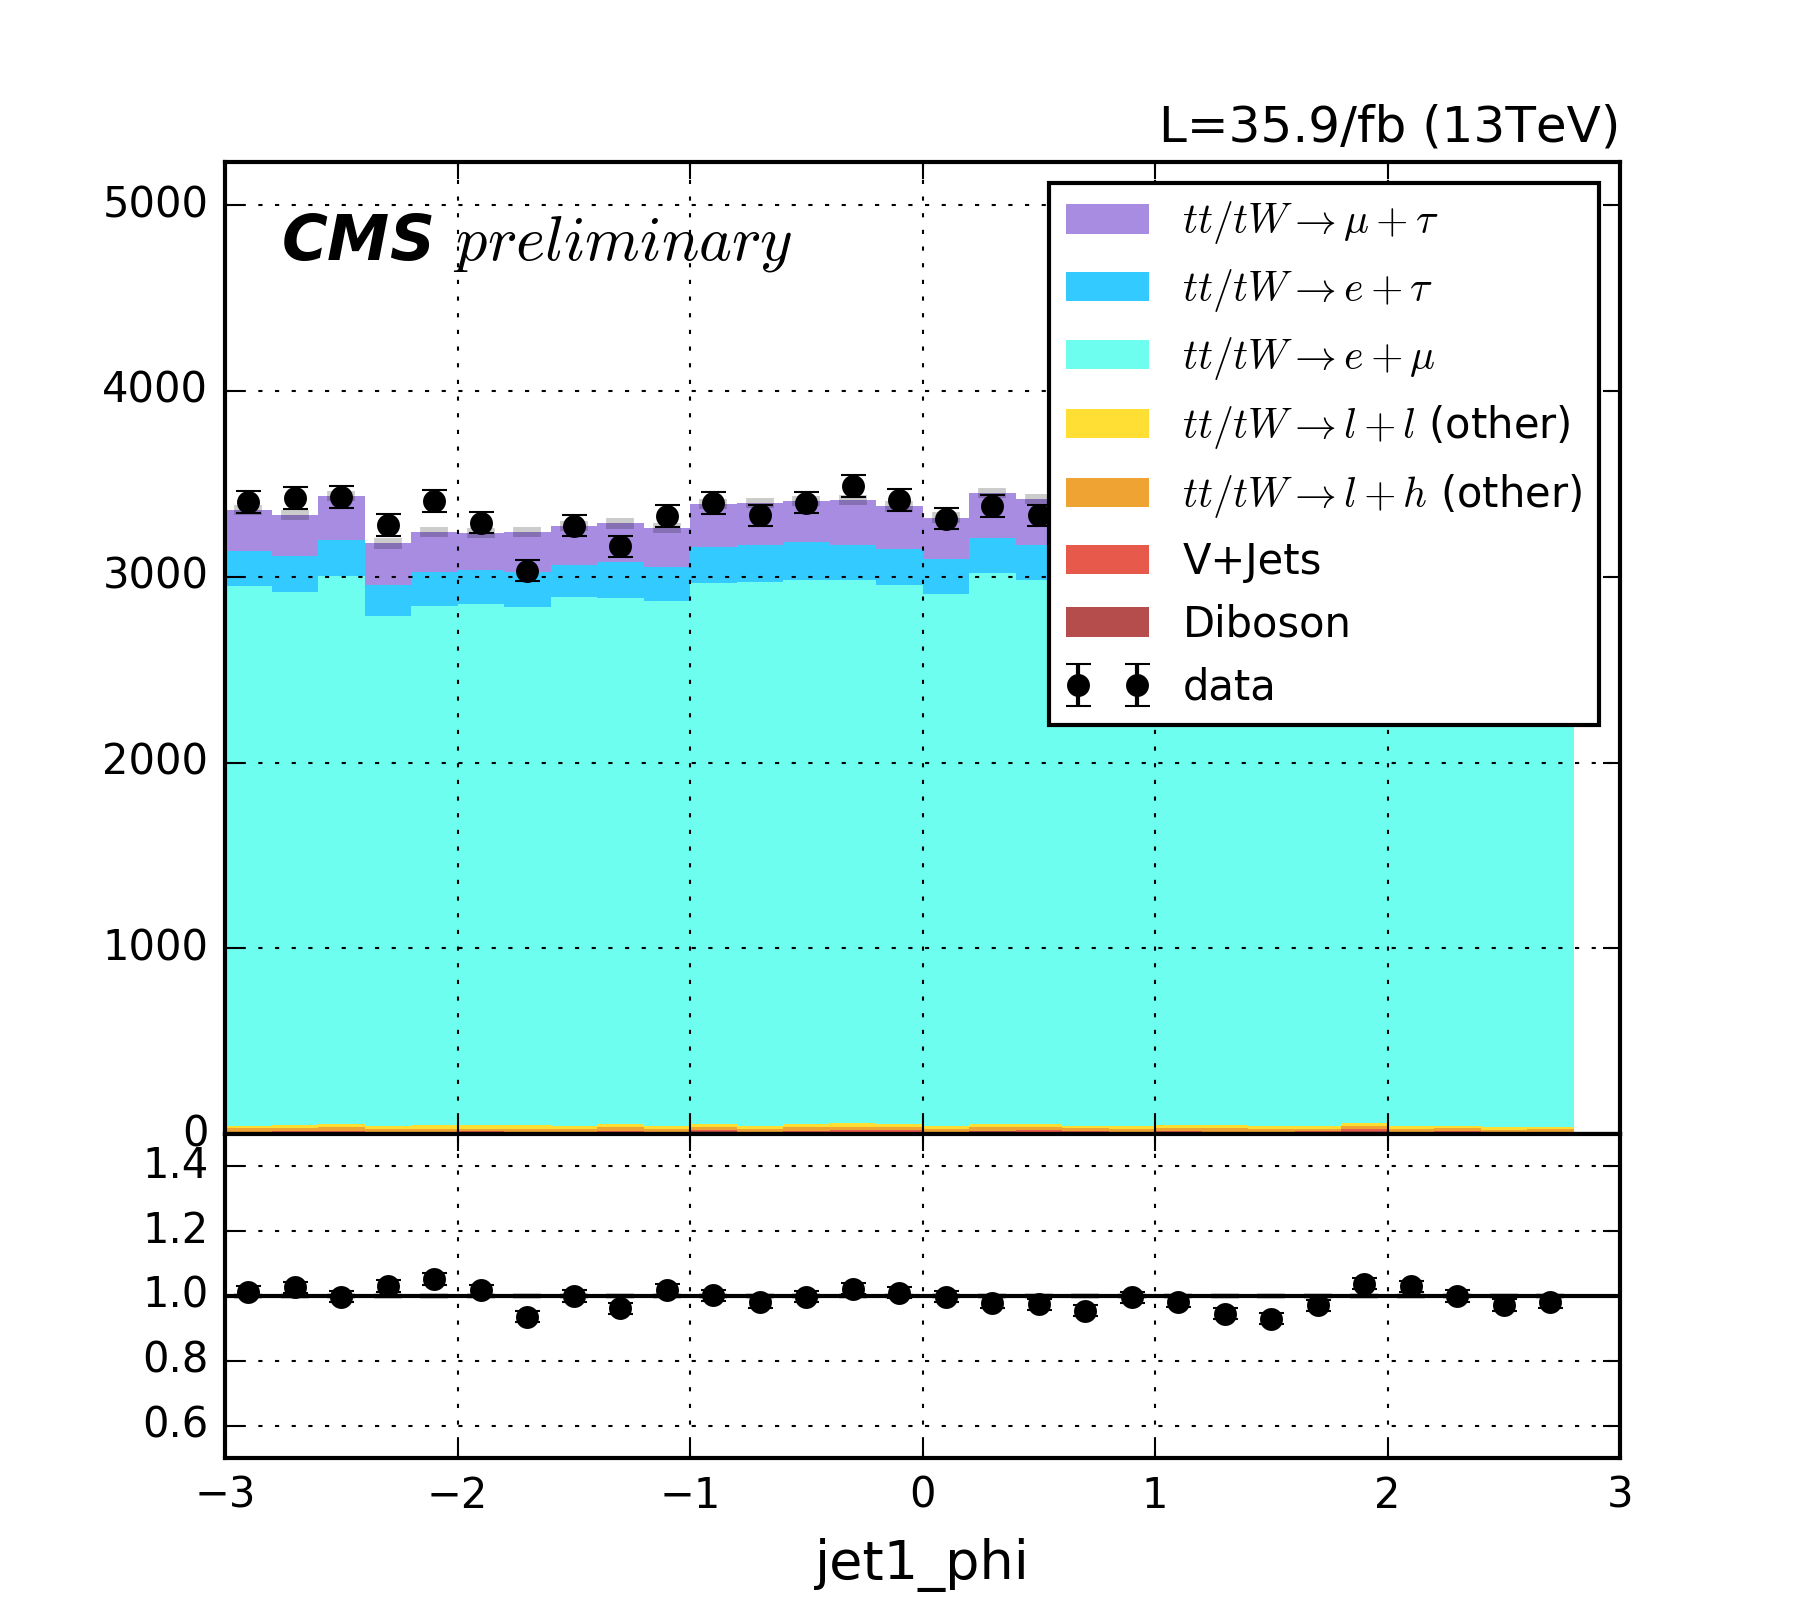 L=35.9/fb (13TeV)
CMS preliminary
5000
4000
3000
2000
1000
0
tt/tW→μ+τ
tt/tW→e+τ
tt/tW→e+μ
tt/tW→l+l (other)
tt/tW→l+h (other)
V+Jets
Diboson
data
1.4
1.2
1.0
0.8
0.6
−3 −2 −1 0 1 2 3
jet1_phi